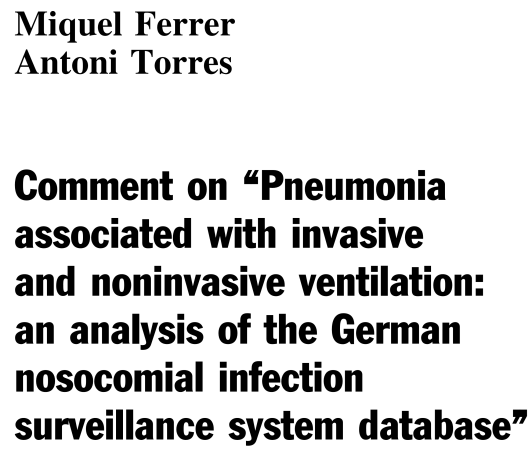 Miquel Ferrer
Antoni Torres
Comment on “Pneumonia
associated with invasive
and noninvasive ventilation:
an analysis of the German
nosocomial infection
surveillance system database”